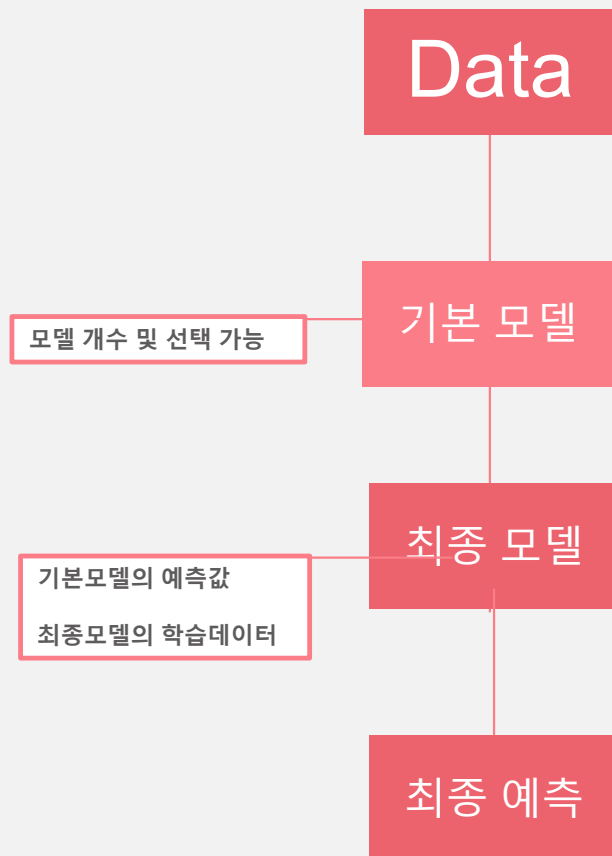 Data
기본 모델
모델 개수 및 선택 가능
최종 모델
기본모델의 예측값
최종모델의 학습데이터
최종 예측